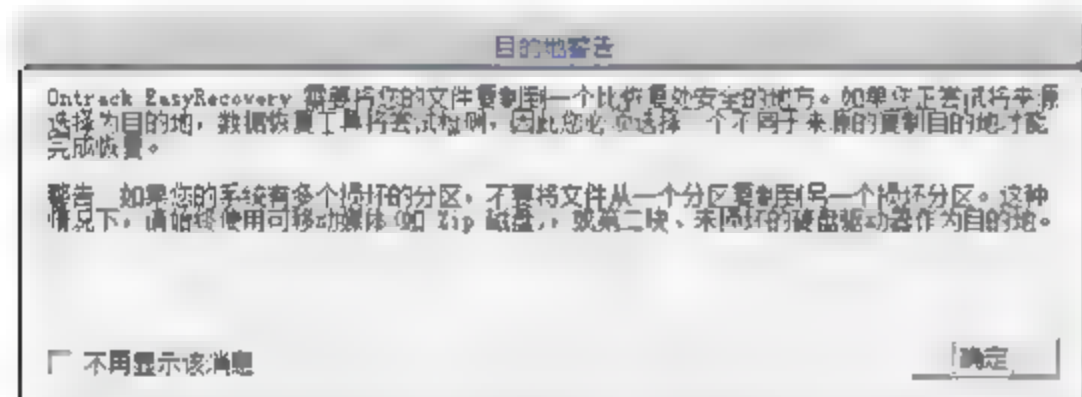 目的地警告
Ontrack EasyRecovery 需要将您的文件复制到一个比恢复处安全的地方。如果您正尝试将来源
选择为目的地，数据恢复工具将尝试检测，因此您必须选择一个不同于来源的复制目的地才能
完成恢复。
警告 如果您的系统有多个损坏的分区，不要将文件从一个分区复制到另一个损坏分区。这种
情况下，请始终使用可移动媒体（如 Zip 磁盘），或第二块、未损坏的硬盘驱动器作为目的地。
不再显示该消息
确定